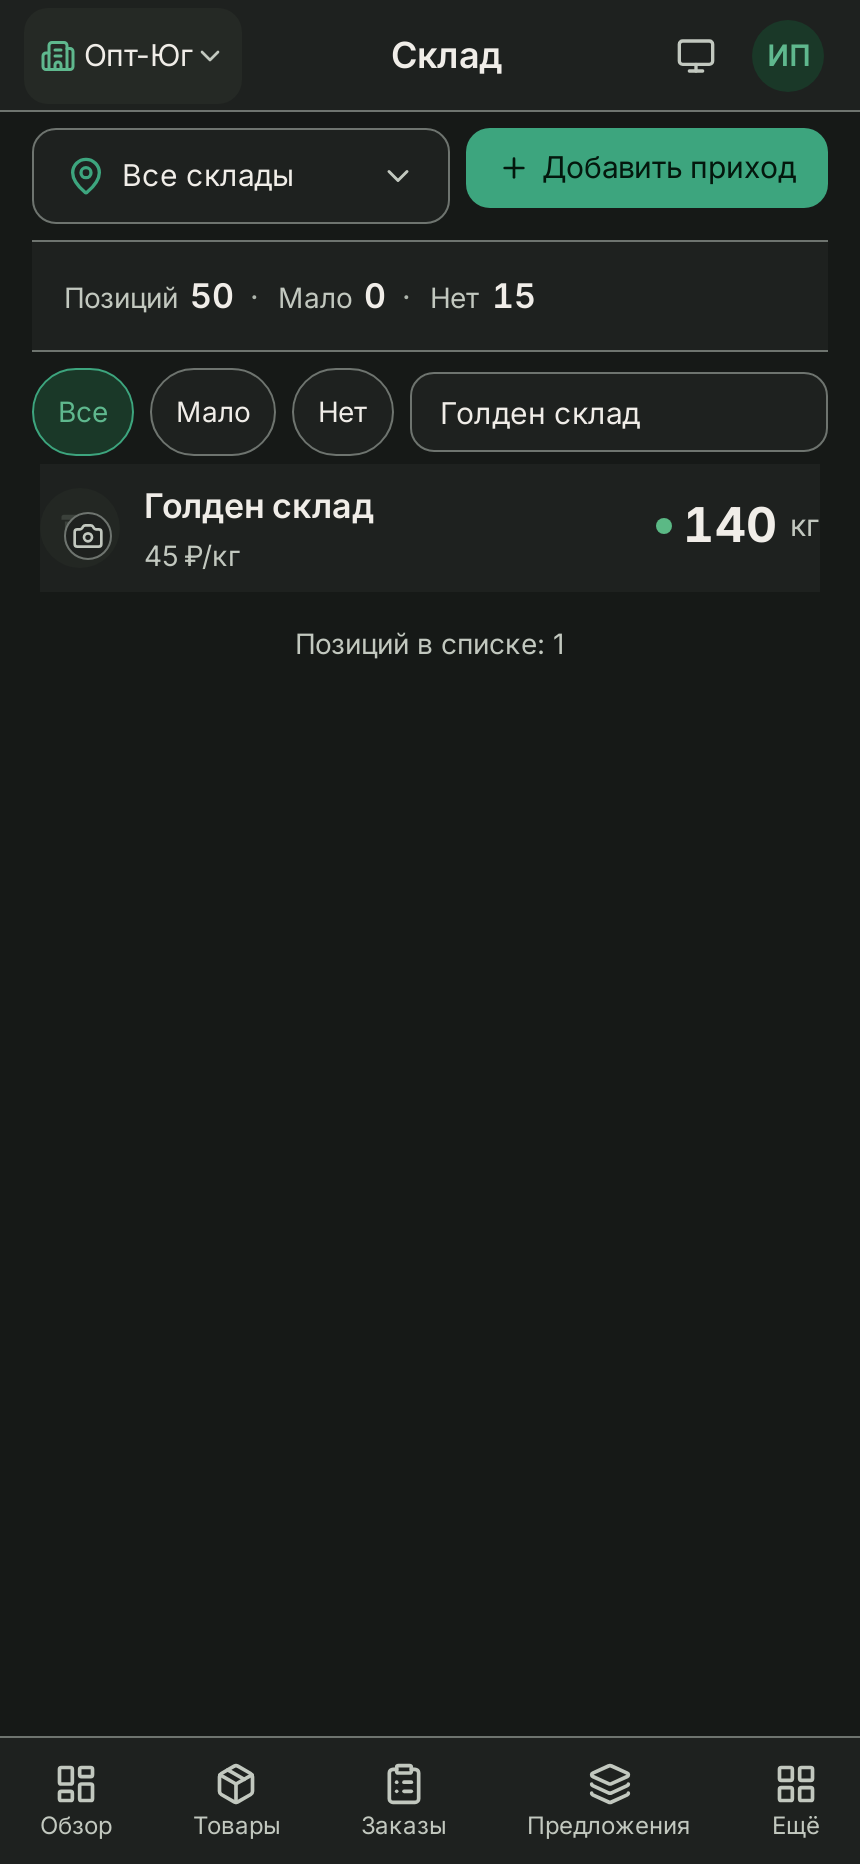 Опт-Юг
Склад
ИП
Все склады
Добавить приход
Позиций 50 · Мало 0 · Нет 15
Все
Мало
Нет
Голден склад
Голден склад
45 ₽/кг
140 кг
Позиций в списке: 1
Обзор
Товары
Заказы
Предложения
Ещё